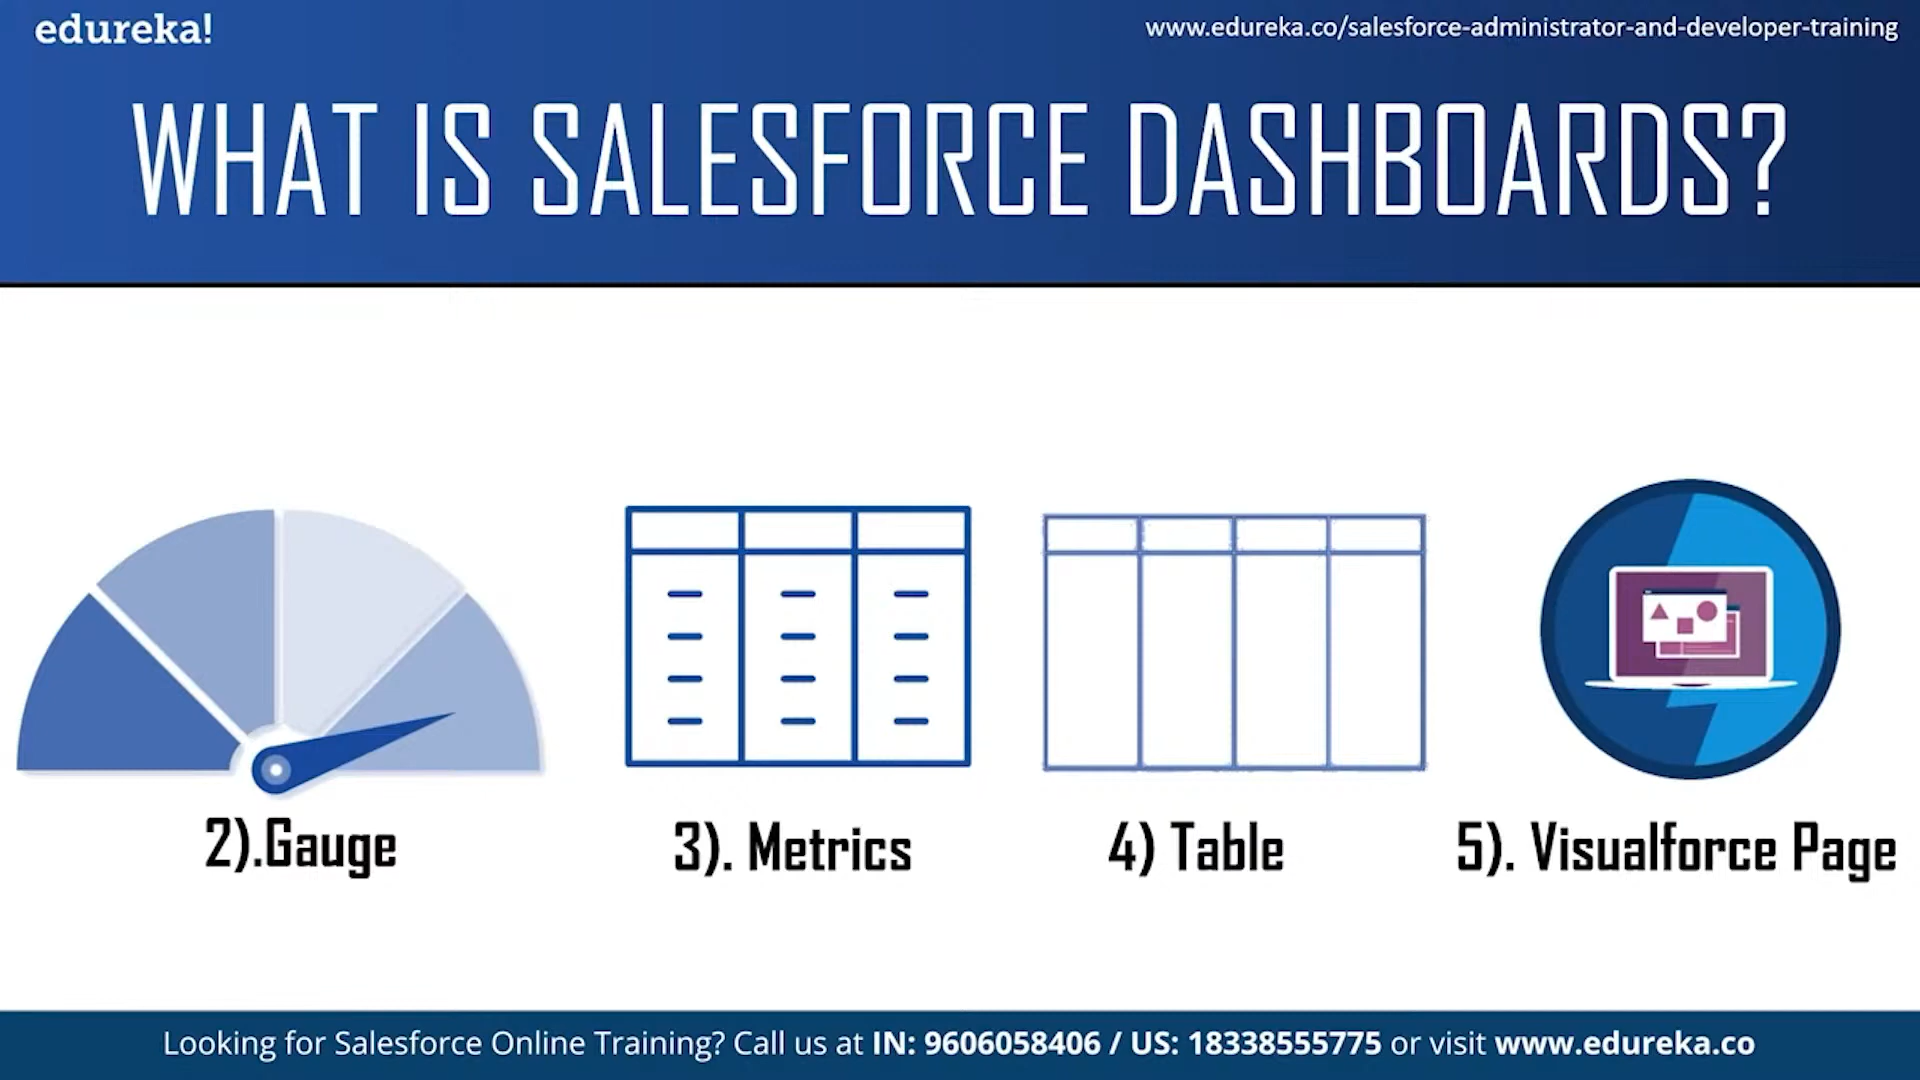 edureka!
www.edureka.co/salesforce-administrator-and-developer-training
WHAT IS SALESFORCE DASHBOARDS?
2).Gauge
3). Metrics
4) Table
5). Visualforce Page
Looking for Salesforce Online Training? Call us at IN: 9606058406 / US: 18338555775 or visit www.edureka.co